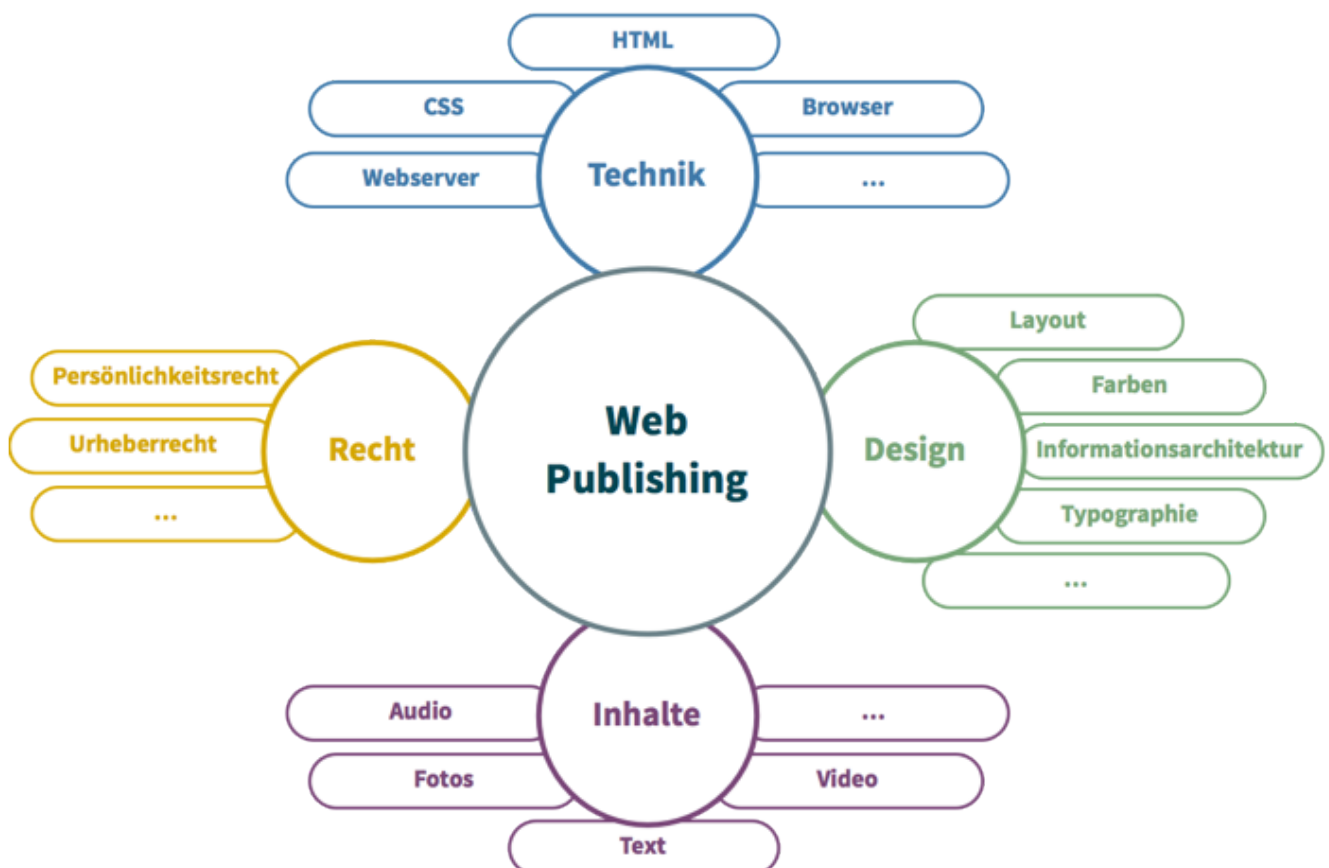 HTML
CSS
Browser
Technik
Webserver
...
Layout
Persönlichkeitsrecht
Farben
Urheberrecht
Recht
Web
Publishing
Design
Informationsarchitektur
...
Typographie
...
Audio
Inhalte
...
Fotos
Video
Text